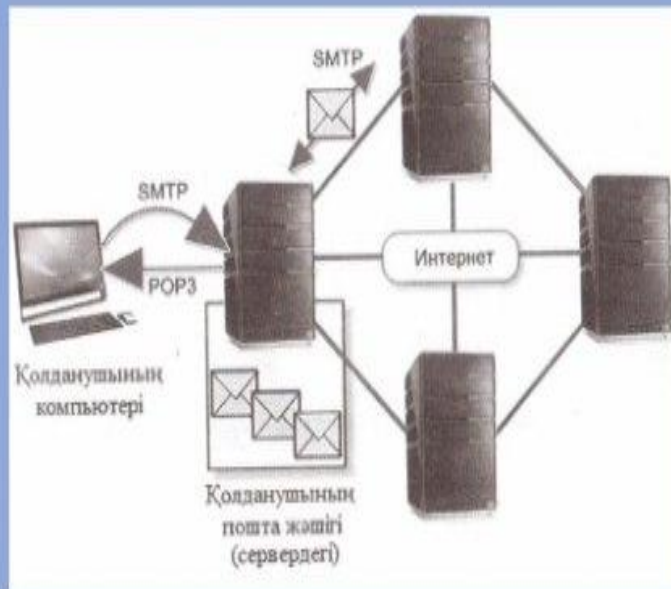 SMTP
SMTP
POP3
Интернет
Қолданушының
компьютері
Қолданушының
пошта жәшігі
(сервердегі)